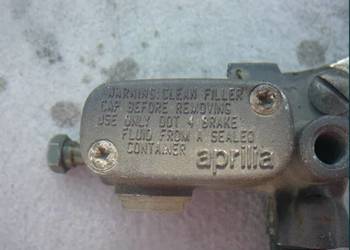 WARNING: CLEAN FILLER
CAP BEFORE REMOVING
USE ONLY DOT 4 BRAKE
FLUID FROM A SEALED
CONTAINER aprilia